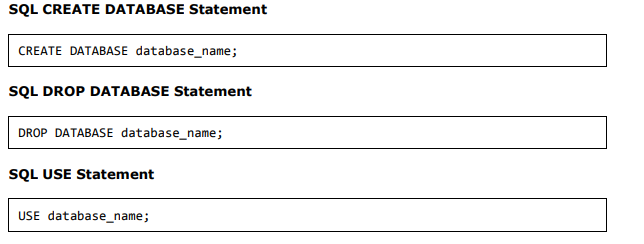 SQL CREATE DATABASE Statement
CREATE DATABASE database_name;
SQL DROP DATABASE Statement
DROP DATABASE database_name;
SQL USE Statement
USE database_name;